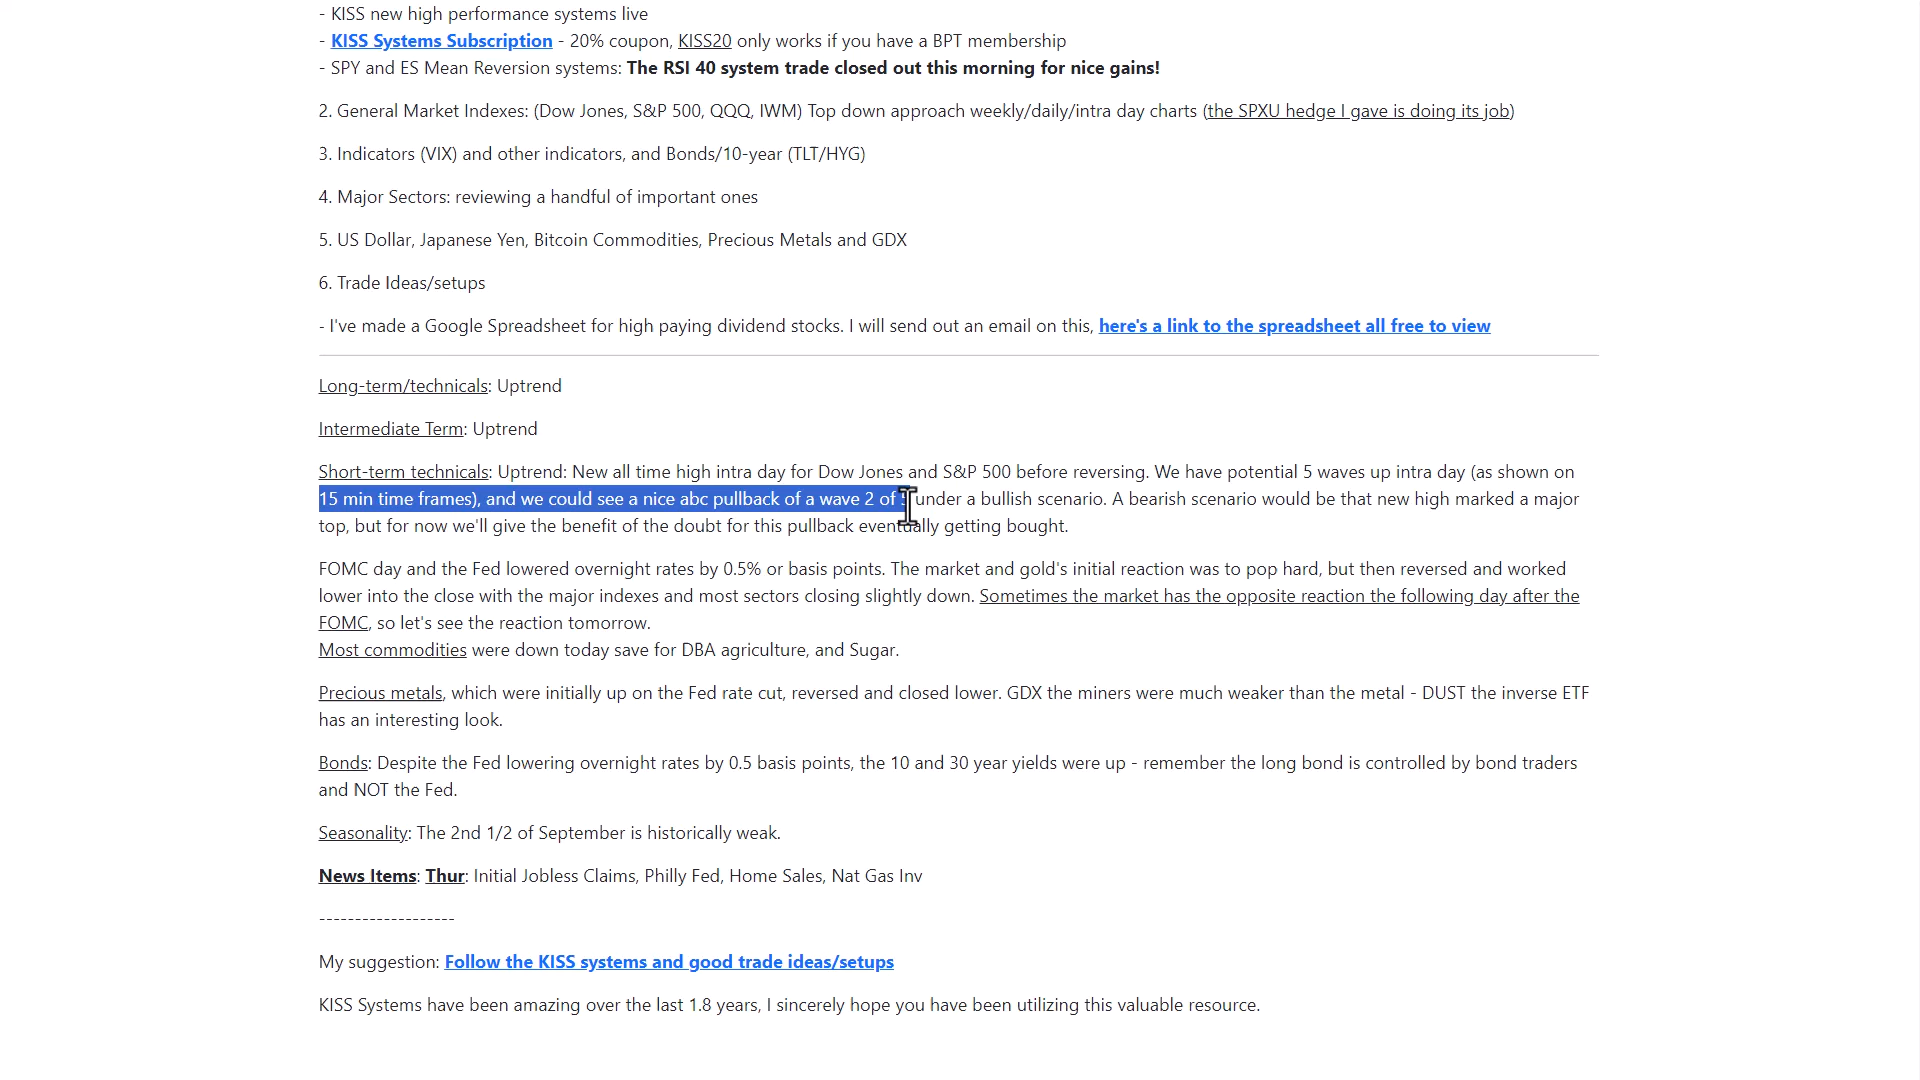 - KISS new high performance systems live
- KISS Systems Subscription - 20% coupon, KISS20 only works if you have a BPT membership
- SPY and ES Mean Reversion systems: The RSI 40 system trade closed out this morning for nice gains!
2. General Market Indexes: (Dow Jones, S&P 500, QQQ, IWM) Top down approach weekly/daily/intra day charts (the SPXU hedge I gave is doing its job)
3. Indicators (VIX) and other indicators, and Bonds/10-year (TLT/HYG)
4. Major Sectors: reviewing a handful of important ones
5. US Dollar, Japanese Yen, Bitcoin Commodities, Precious Metals and GDX
6. Trade Ideas/setups
- I've made a Google Spreadsheet for high paying dividend stocks. I will send out an email on this, here's a link to the spreadsheet all free to view
Long-term/technicals: Uptrend
Intermediate Term: Uptrend
Short-term technicals: Uptrend: New all time high intra day for Dow Jones and S&P 500 before reversing. We have potential 5 waves up intra day (as shown on
15 min time frames), and we could see a nice abc pullback of a wave 2 of under a bullish scenario. A bearish scenario would be that new high marked a major
top, but for now we'll give the benefit of the doubt for this pullback eventually getting bought.
FOMC day and the Fed lowered overnight rates by 0.5% or basis points. The market and gold's initial reaction was to pop hard, but then reversed and worked
lower into the close with the major indexes and most sectors closing slightly down. Sometimes the market has the opposite reaction the following day after the
FOMC, so let's see the reaction tomorrow.
Most commodities were down today save for DBA agriculture, and Sugar.
Precious metals, which were initially up on the Fed rate cut, reversed and closed lower. GDX the miners were much weaker than the metal - DUST the inverse ETF
has an interesting look.
Bonds: Despite the Fed lowering overnight rates by 0.5 basis points, the 10 and 30 year yields were up - remember the long bond is controlled by bond traders
and NOT the Fed.
Seasonality: The 2nd 1/2 of September is historically weak.
News Items: Thur: Initial Jobless Claims, Philly Fed, Home Sales, Nat Gas Inv
-------------------
My suggestion: Follow the KISS systems and good trade ideas/setups
KISS Systems have been amazing over the last 1.8 years, I sincerely hope you have been utilizing this valuable resource.